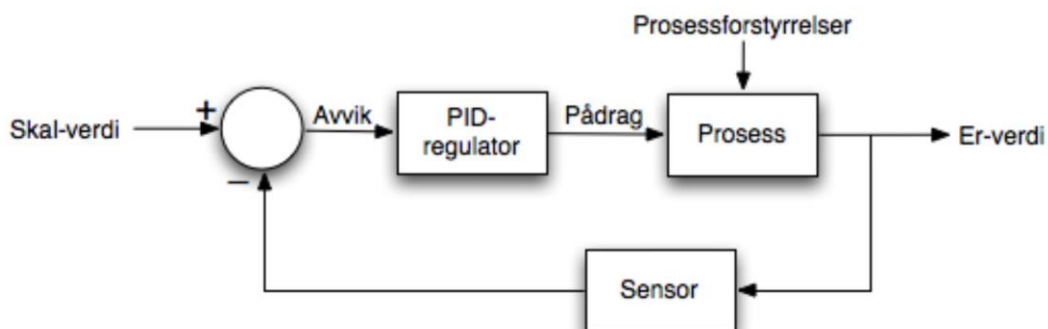 Prosessforstyrrelser
Skal-verdi
+
−
Avvik
PID-
regulator
Pådrag
Prosess
Er-verdi
Sensor